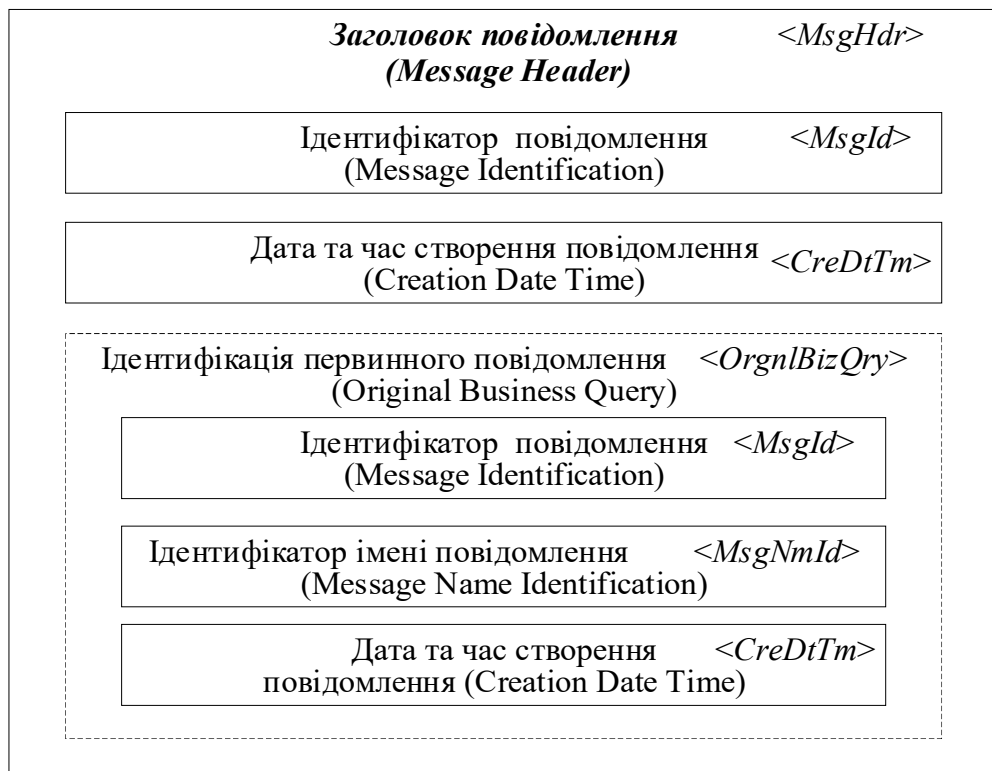 Заголовок повідомлення <MsgHdr>
(Message Header)
Ідентифікатор повідомлення <MsgId>
(Message Identification)
Дата та час створення повідомлення <CreDtTm>
(Creation Date Time)
Ідентифікація первинного повідомлення <OrgnlBizQry>
(Original Business Query)
Ідентифікатор повідомлення <MsgId>
(Message Identification)
Ідентифікатор імені повідомлення <MsgNmId>
(Message Name Identification)
Дата та час створення <CreDtTm>
повідомлення (Creation Date Time)